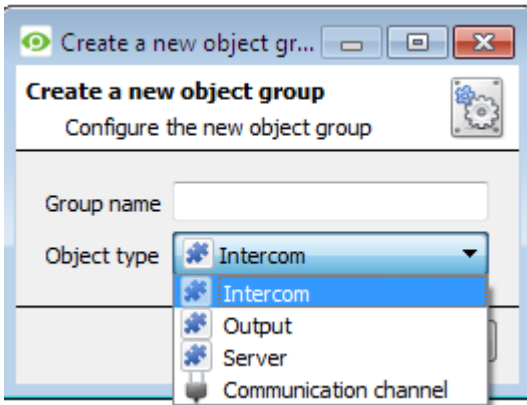 Create a new object gr...
Create a new object group
Configure the new object group
Group name
Object type Intercom
Intercom
Output
Server
Communication channel